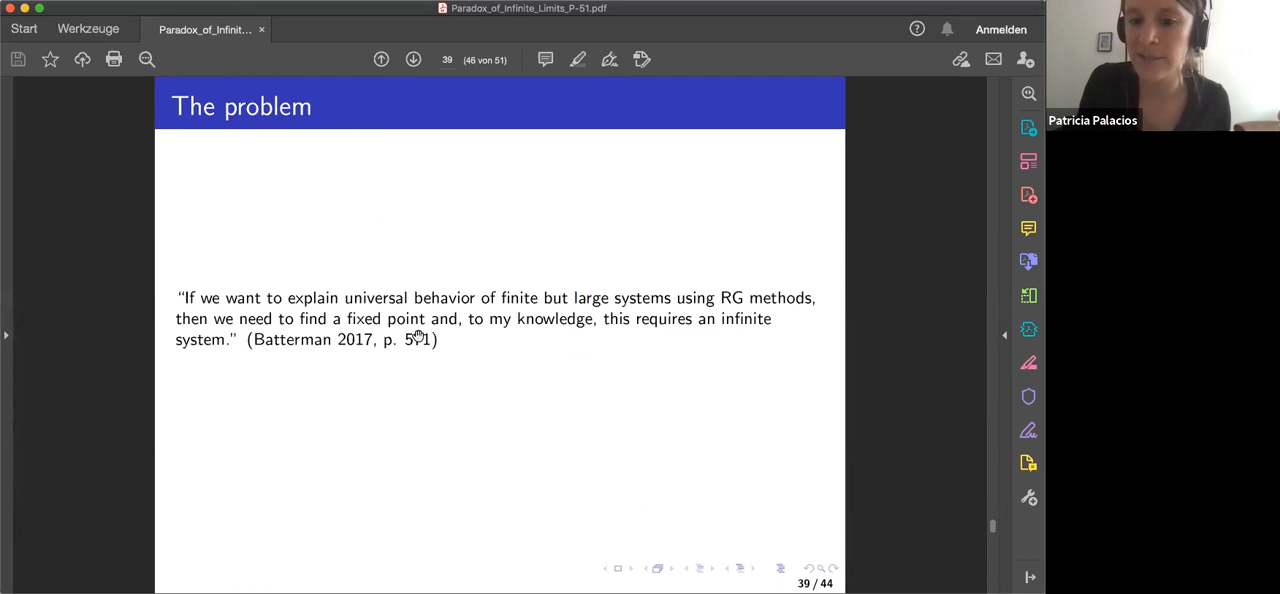 Paradox_of_Infinite_Limits_P-51.pdf
Start Werkzeuge Paradox_of_Infinit... × Anmelden
39 (46 von 51)
Patricia Palacios
The problem
“If we want to explain universal behavior of finite but large systems using RG methods,
then we need to find a fixed point and, to my knowledge, this requires an infinite
system.” (Batterman 2017, p.
39 / 44